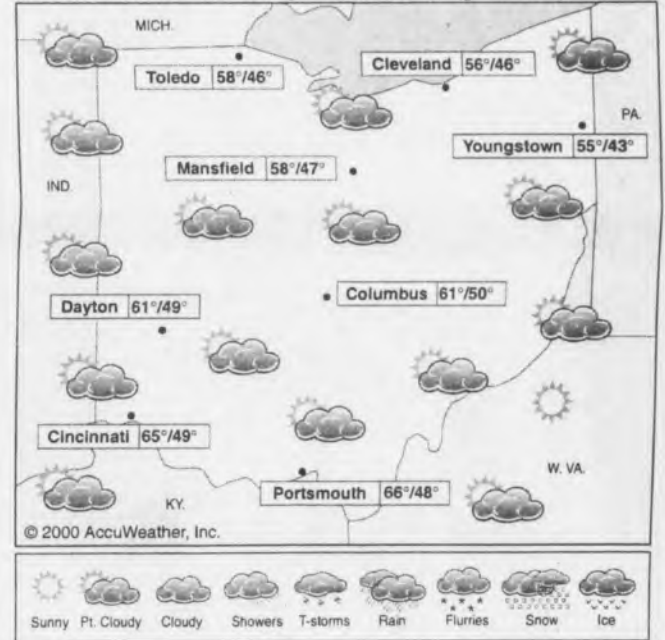 MICH.
Toledo 58°/46°
Cleveland 56°/46°
PA.
Youngstown 55°/43°
Mansfield 58°/47°
IND.
Dayton 61°/49°
Columbus 61°/50°
Cincinnati 65°/49°
W. VA.
KY.
Portsmouth 66°/48°
© 2000 AccuWeather, Inc.
Sunny Pt. Cloudy Cloudy Showers T-storms Rain Flurries Snow Ice